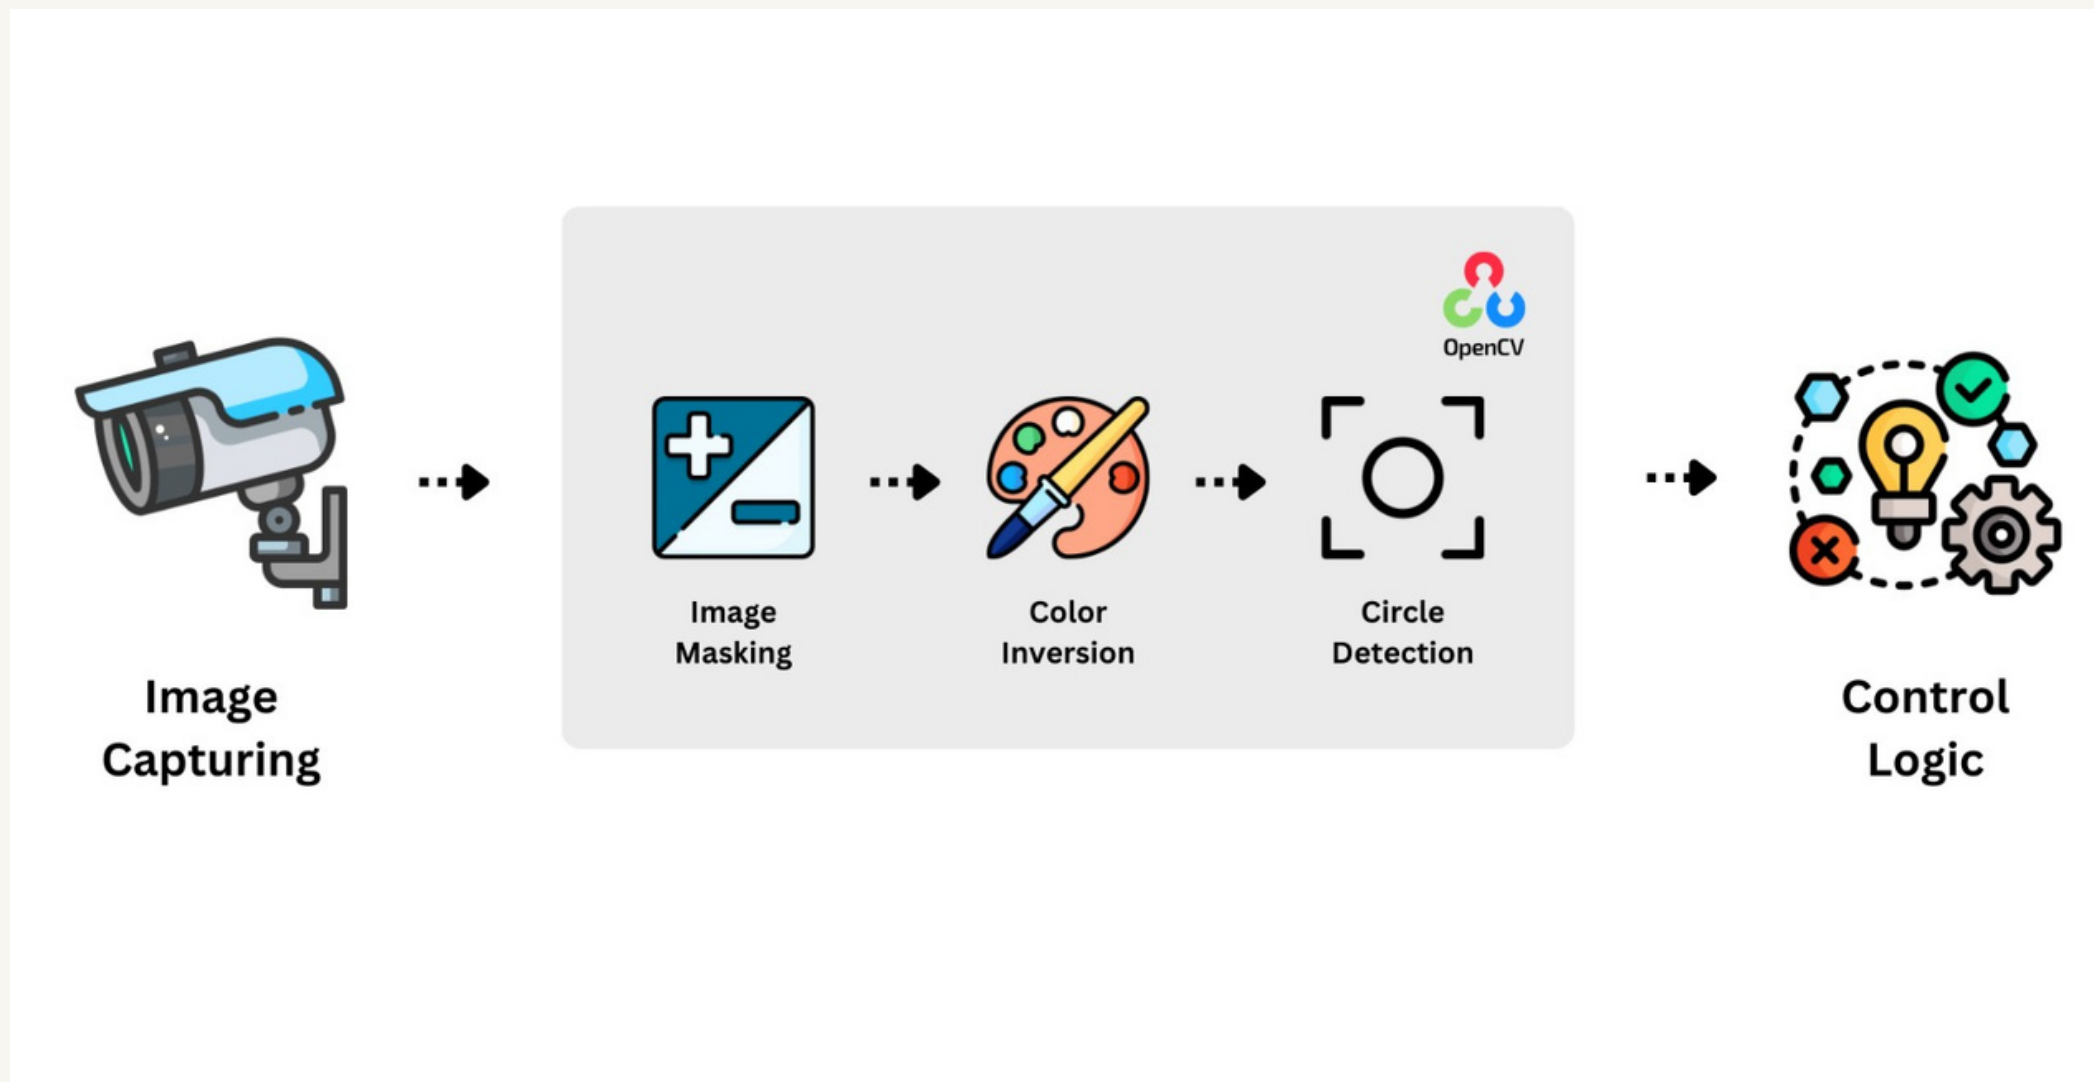 OpenCV
Image
Masking
Color
Inversion
Circle
Detection
Image
Capturing
Control
Logic